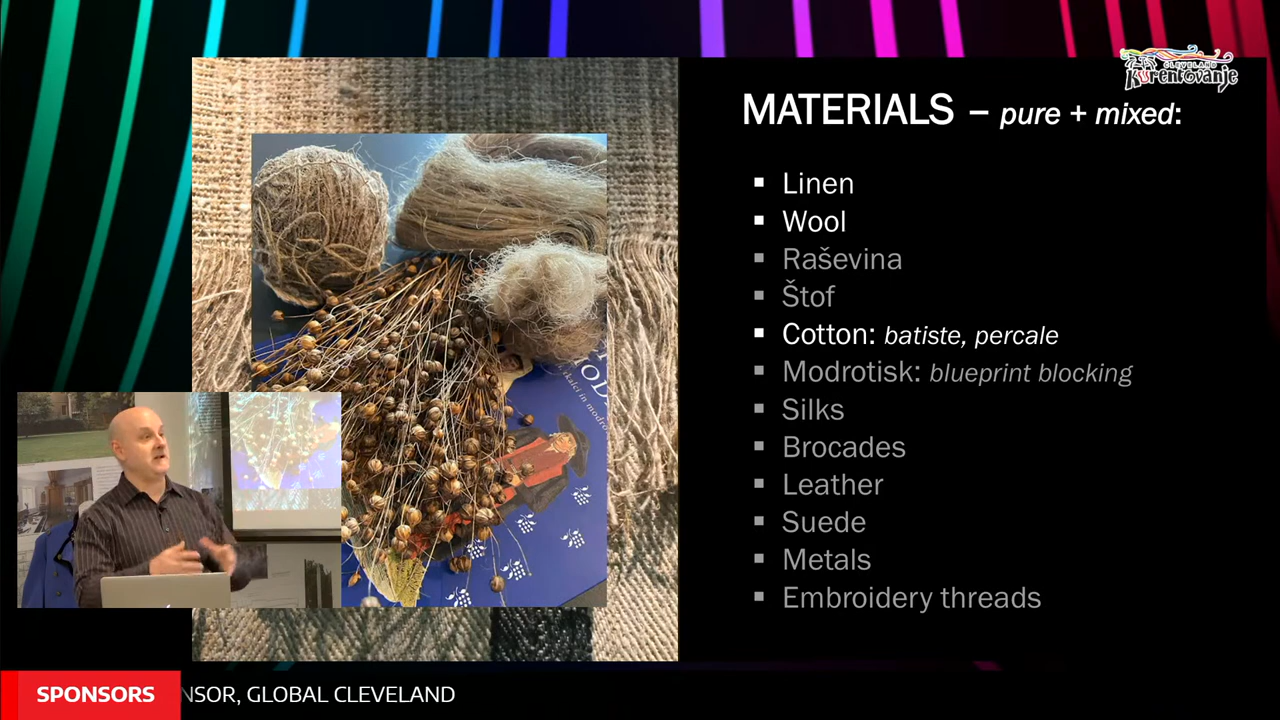 CLEVELAND
Kurentovanje
MATERIALS – pure + mixed:
Linen
Wool
Raševina
Štof
Cotton: batiste, percale
Modrotisk: blueprint blocking
Silks
Brocades
Leather
Suede
Metals
Embroidery threads
SPONSORS
NSOR, GLOBAL CLEVELAND